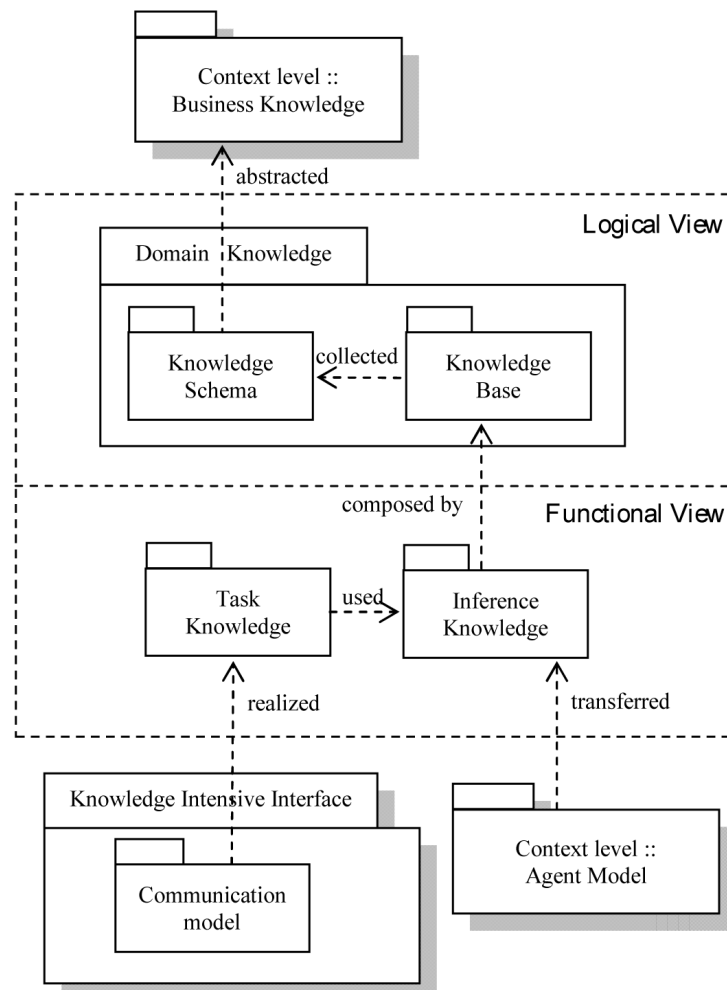 Context level ::
Business Knowledge
abstracted
Logical View
Domain Knowledge
Knowledge
Schema
collected
Knowledge
Base
composed by
Functional View
Task
Knowledge
used
Inference
Knowledge
realized
transferred
Knowledge Intensive Interface
Communication
model
Context level ::
Agent Model